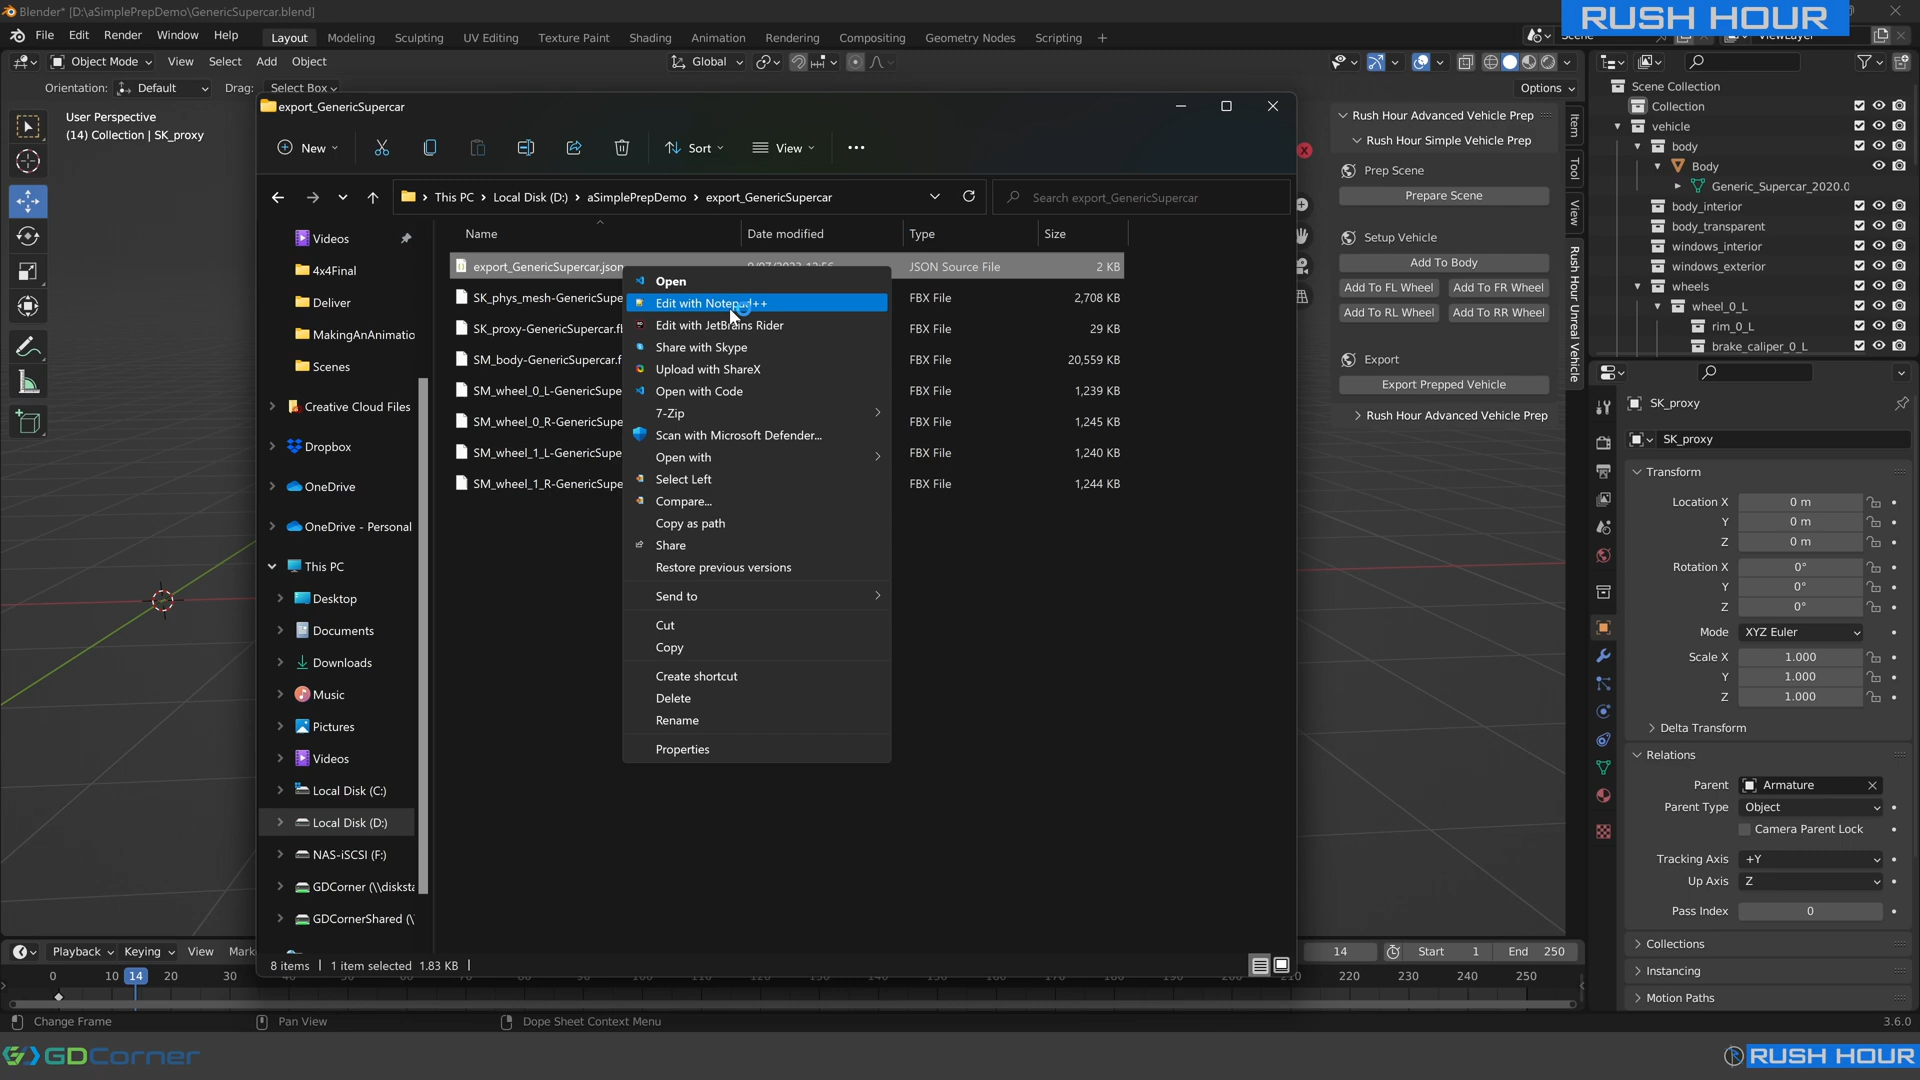 Blender* [D:\aSimplePrepDemo\GenericSupercar.blend]
RUSH HOUR
File Edit Render Window Help
Layout Modeling Sculpting UV Editing Texture Paint Shading Animation Rendering Compositing Geometry Nodes Scripting +
Object Mode View Select Add Object
Global
Orientation: Default Drag: Select Box
Options
User Perspective
(14) Collection | SK_proxy
export_GenericSupercar
New Sort View
This PC Local Disk (D:) aSimplePrepDemo export_GenericSupercar
Search export_GenericSupercar
Name Date modified Type Size
export_GenericSupercar.json JSON Source File 2 KB
SK_phys_mesh-GenericSupe FBX File 2,708 KB
SK_proxy-GenericSupercar.fl FBX File 29 KB
SM_body-GenericSupercar.f FBX File 20,559 KB
SM_wheel_0_L-GenericSupe FBX File 1,239 KB
SM_wheel_0_R-GenericSupe FBX File 1,245 KB
SM_wheel_1_L-GenericSupe FBX File 1,240 KB
SM_wheel_1_R-GenericSupe FBX File 1,244 KB
Videos
4x4Final
Deliver
MakingAnAnimatio
Scenes
Creative Cloud Files
Dropbox
OneDrive
OneDrive - Personal
This PC
Desktop
Documents
Downloads
Music
Pictures
Videos
Local Disk (C:)
Local Disk (D:)
NAS-iSCSI (F:)
GDCorner (\\disksta
GDCornerShared (\
Open
Edit with Notepad++
Edit with JetBrains Rider
Share with Skype
Upload with ShareX
Open with Code
7-Zip
Scan with Microsoft Defender...
Open with
Select Left
Compare...
Copy as path
Share
Restore previous versions
Send to
Cut
Copy
Create shortcut
Delete
Rename
Properties
8 items 1 item selected 1.83 KB
Rush Hour Advanced Vehicle Prep
Rush Hour Simple Vehicle Prep
Prep Scene
Prepare Scene
Setup Vehicle
Add To Body
Add To FL Wheel Add To FR Wheel
Add To RL Wheel Add To RR Wheel
Export
Export Prepped Vehicle
Rush Hour Advanced Vehicle Prep
Item
Tool
View
Rush Hour Unreal Vehicle
Scene Collection
Collection
vehicle
body
Body
Generic_Supercar_2020.0
body_interior
body_transparent
windows_interior
windows_exterior
wheels
wheel_0_L
rim_0_L
brake_caliper_0_L
SK_proxy
SK_proxy
Transform
Location X 0 m
Y 0 m
Z 0 m
Rotation X 0°
Y 0°
Z 0°
Mode XYZ Euler
Scale X 1.000
Y 1.000
Z 1.000
Delta Transform
Relations
Parent Armature
Parent Type Object
Camera Parent Lock
Tracking Axis +Y
Up Axis Z
Pass Index 0
Collections
Instancing
Motion Paths
Playback Keying View Mark
14 Start 1 End 250
0 10 14 20 30 220 230 240 250
Change Frame Pan View Dope Sheet Context Menu
3.6.0
GDCorner
RUSH HOUR